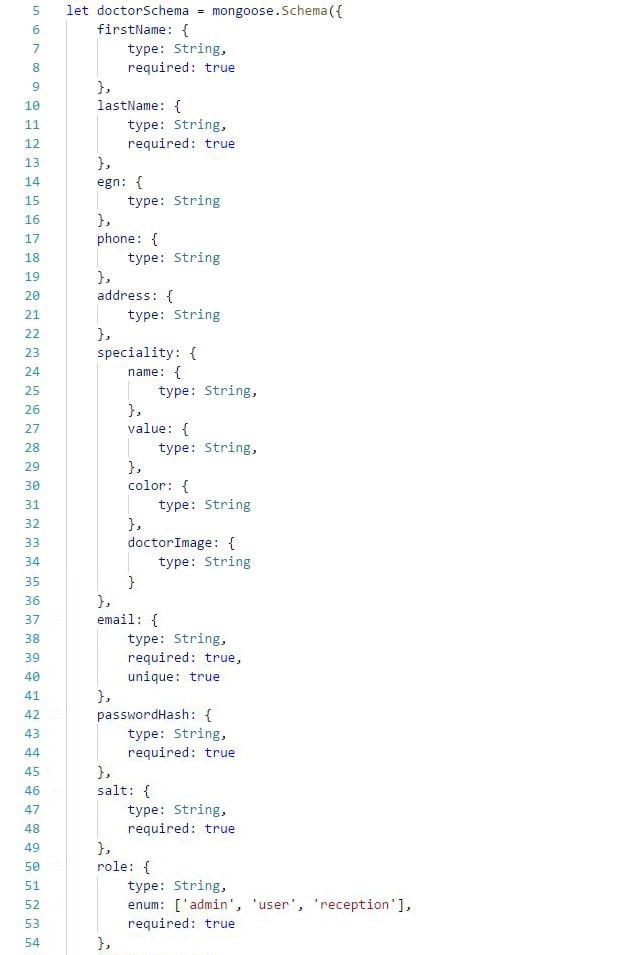 5 let doctorSchema = mongoose.Schema({
6     firstName: {
7         type: String,
8         required: true
9     },
10     lastName: {
11         type: String,
12         required: true
13     },
14     egn: {
15         type: String
16     },
17     phone: {
18         type: String
19     },
20     address: {
21         type: String
22     },
23     speciality: {
24         name: {
25             type: String,
26         },
27         value: {
28             type: String,
29         },
30         color: {
31             type: String
32         },
33         doctorImage: {
34             type: String
35         }
36     },
37     email: {
38         type: String,
39         required: true,
40         unique: true
41     },
42     passwordHash: {
43         type: String,
44         required: true
45     },
46     salt: {
47         type: String,
48         required: true
49     },
50     role: {
51         type: String,
52         enum: ['admin', 'user', 'reception'],
53         required: true
54     },